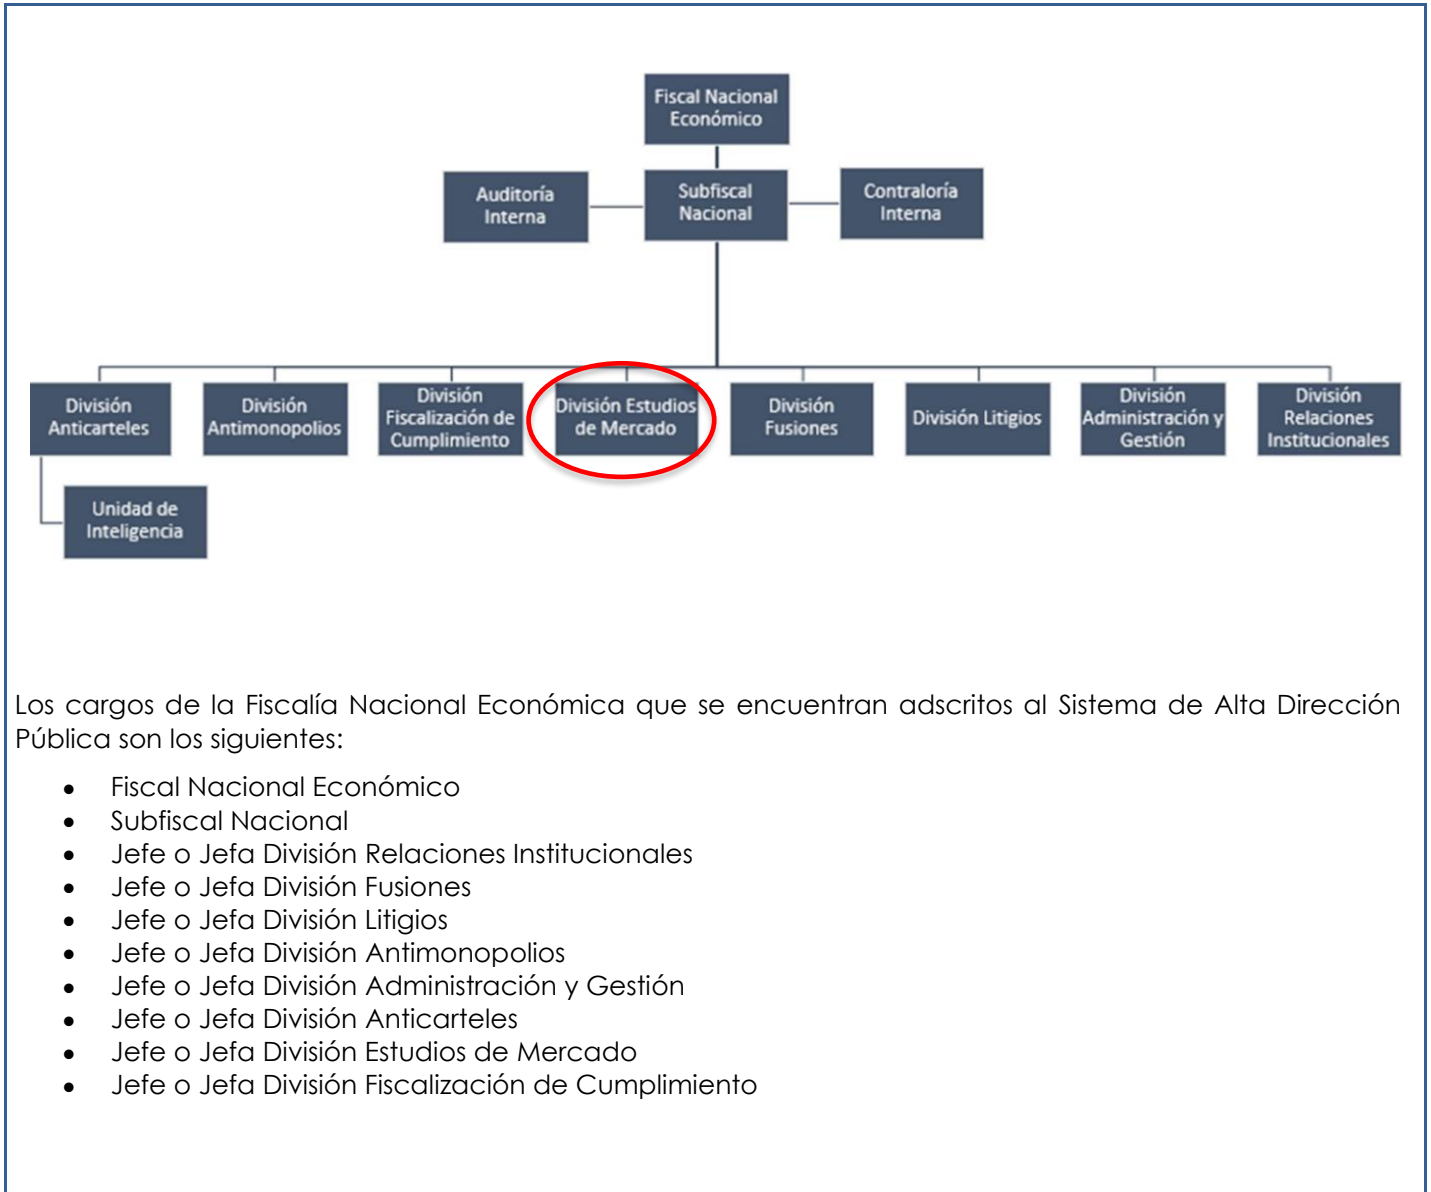 Fiscal Nacional
Económico
Auditoría
Interna
Subfiscal
Nacional
Contraloría
Interna
División
Anticarteles
División
Antimonopolios
División
Fiscalización de
Cumplimiento
División Estudios
de Mercado
División
Fusiones
División Litigios
División
Administración y
Gestión
División
Relaciones
Institucionales
Unidad de
Inteligencia
Los cargos de la Fiscalía Nacional Económica que se encuentran adscritos al Sistema de Alta Dirección
Pública son los siguientes:
• Fiscal Nacional Económico
• Subfiscal Nacional
• Jefe o Jefa División Relaciones Institucionales
• Jefe o Jefa División Fusiones
• Jefe o Jefa División Litigios
• Jefe o Jefa División Antimonopolios
• Jefe o Jefa División Administración y Gestión
• Jefe o Jefa División Anticarteles
• Jefe o Jefa División Estudios de Mercado
• Jefe o Jefa División Fiscalización de Cumplimiento